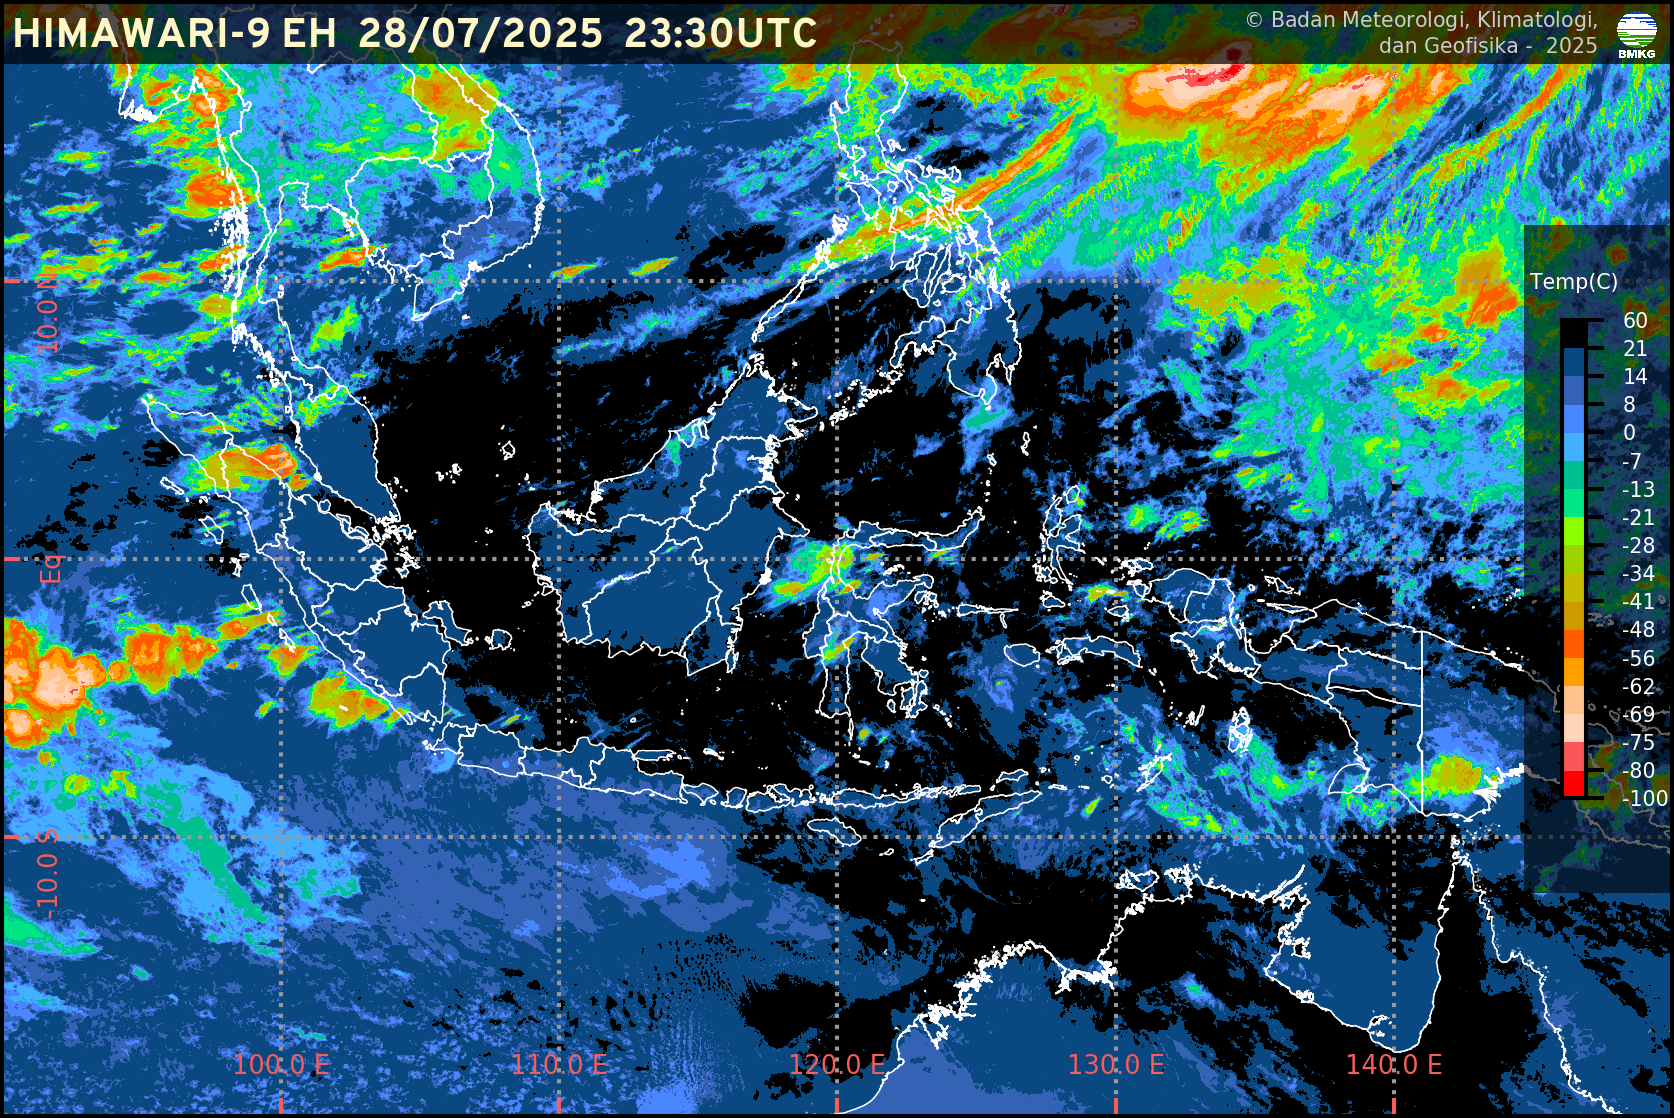 HIMAWARI-9 EH 28/07/2025 23:30UTC
© Badan Meteorologi, Klimatologi,
dan Geofisika - 2025
BMKG
Temp(C)
60
21
14
8
0
-7
-13
-21
-28
-34
-41
-48
-56
-62
-69
-75
-80
-100
10.0 N
Eq
-10.0 S
100.0 E
110.0 E
120.0 E
130.0 E
140.0 E